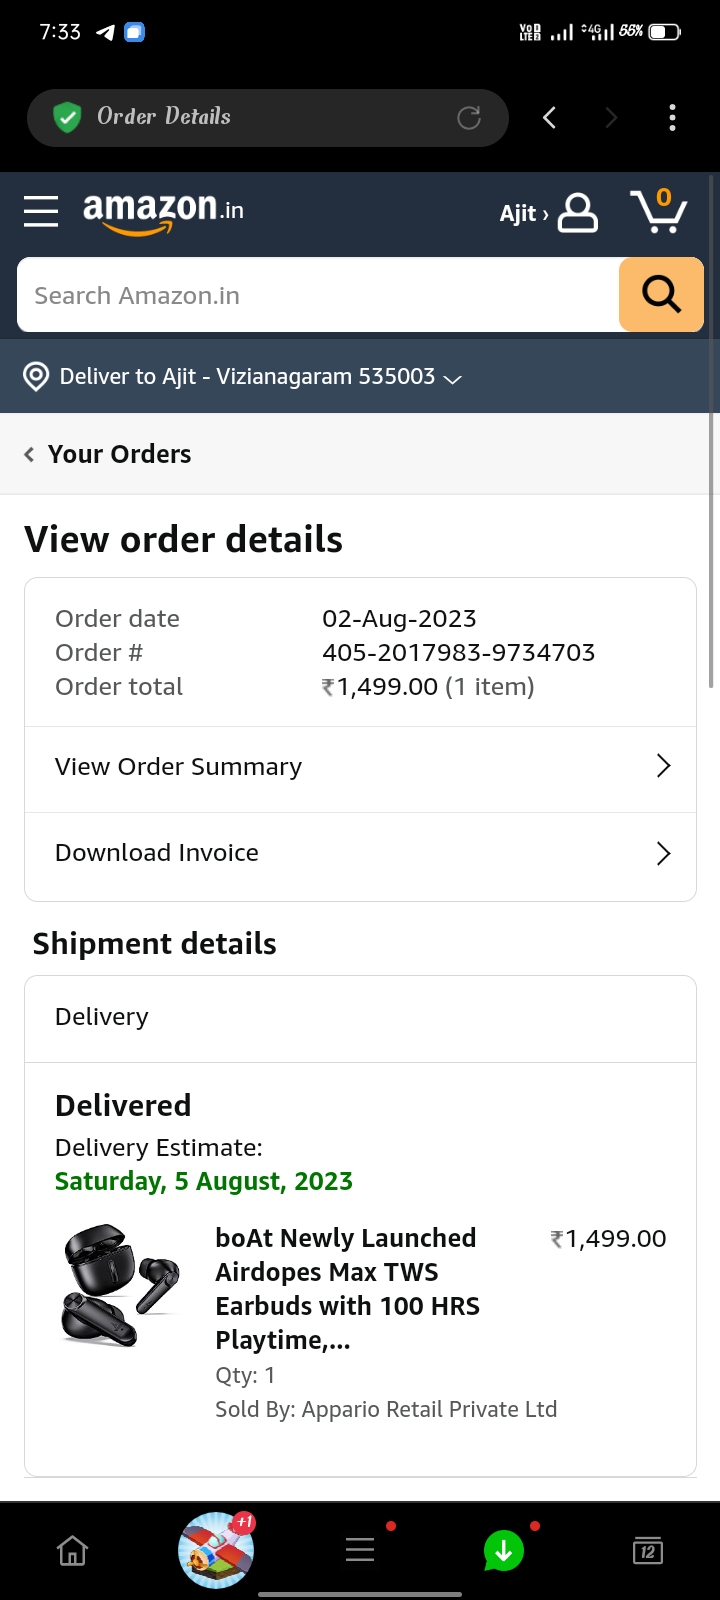 7:33
VoD LTE2 4G 55%
Order Details
amazon.in
Ajit ›
0
Search Amazon.in
Deliver to Ajit - Vizianagaram 535003
‹ Your Orders
View order details
Order date 02-Aug-2023
Order # 405-2017983-9734703
Order total ₹1,499.00 (1 item)
View Order Summary
Download Invoice
Shipment details
Delivery
Delivered
Delivery Estimate:
Saturday, 5 August, 2023
boAt Newly Launched ₹1,499.00
Airdopes Max TWS
Earbuds with 100 HRS
Playtime,...
Qty: 1
Sold By: Appario Retail Private Ltd
+1
12